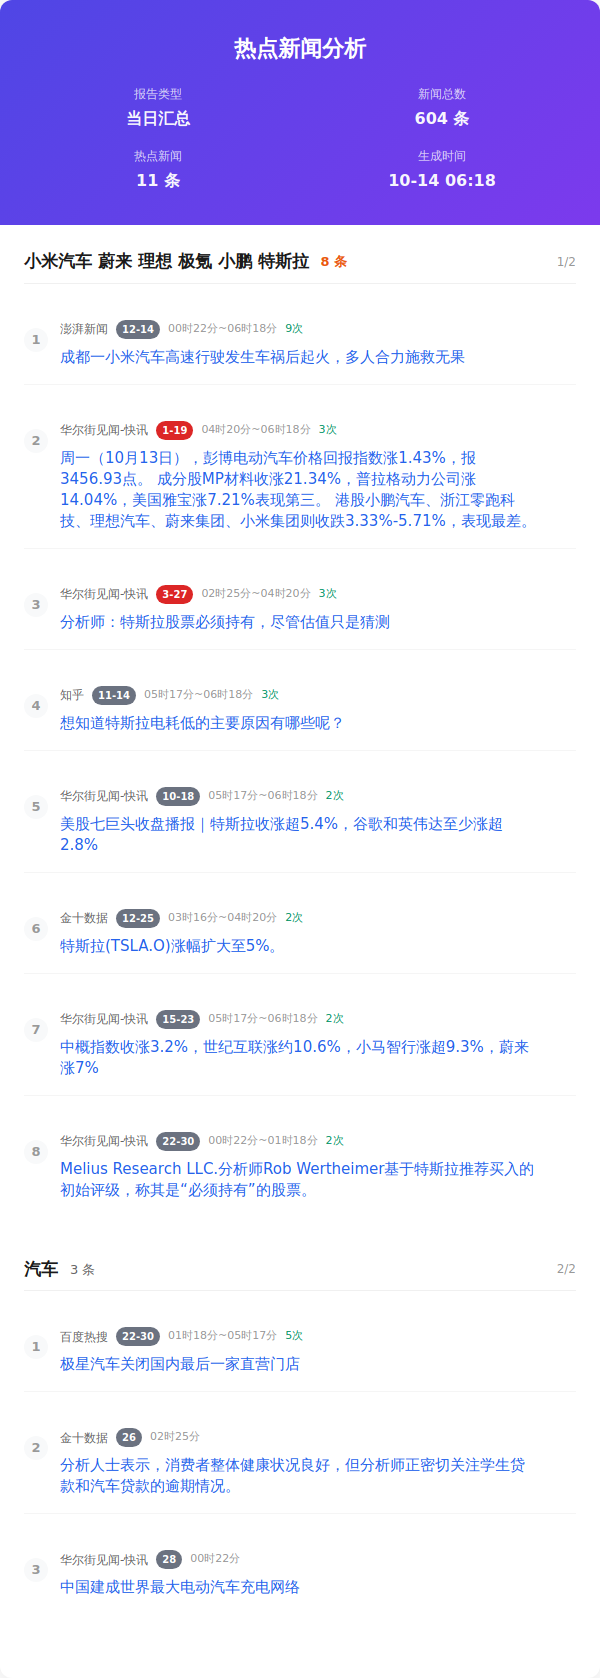 热点新闻分析
报告类型
新闻总数
当日汇总
604 条
热点新闻
生成时间
11 条
10-14 06:18
小米汽车 蔚来 理想 极氪 小鹏 特斯拉 8 条 1/2
1
澎湃新闻 12-14 00时22分~06时18分 9次
成都一小米汽车高速行驶发生车祸后起火，多人合力施救无果
2
华尔街见闻-快讯 1-19 04时20分~06时18分 3次
周一（10月13日），彭博电动汽车价格回报指数涨1.43%，报
3456.93点。 成分股MP材料收涨21.34%，普拉格动力公司涨
14.04%，美国雅宝涨7.21%表现第三。 港股小鹏汽车、浙江零跑科
技、理想汽车、蔚来集团、小米集团则收跌3.33%-5.71%，表现最差。
3
华尔街见闻-快讯 3-27 02时25分~04时20分 3次
分析师：特斯拉股票必须持有，尽管估值只是猜测
4
知乎 11-14 05时17分~06时18分 3次
想知道特斯拉电耗低的主要原因有哪些呢？
5
华尔街见闻-快讯 10-18 05时17分~06时18分 2次
美股七巨头收盘播报｜特斯拉收涨超5.4%，谷歌和英伟达至少涨超
2.8%
6
金十数据 12-25 03时16分~04时20分 2次
特斯拉(TSLA.O)涨幅扩大至5%。
7
华尔街见闻-快讯 15-23 05时17分~06时18分 2次
中概指数收涨3.2%，世纪互联涨约10.6%，小马智行涨超9.3%，蔚来
涨7%
8
华尔街见闻-快讯 22-30 00时22分~01时18分 2次
Melius Research LLC.分析师Rob Wertheimer基于特斯拉推荐买入的
初始评级，称其是“必须持有”的股票。
汽车 3 条 2/2
1
百度热搜 22-30 01时18分~05时17分 5次
极星汽车关闭国内最后一家直营门店
2
金十数据 26 02时25分
分析人士表示，消费者整体健康状况良好，但分析师正密切关注学生贷
款和汽车贷款的逾期情况。
3
华尔街见闻-快讯 28 00时22分
中国建成世界最大电动汽车充电网络